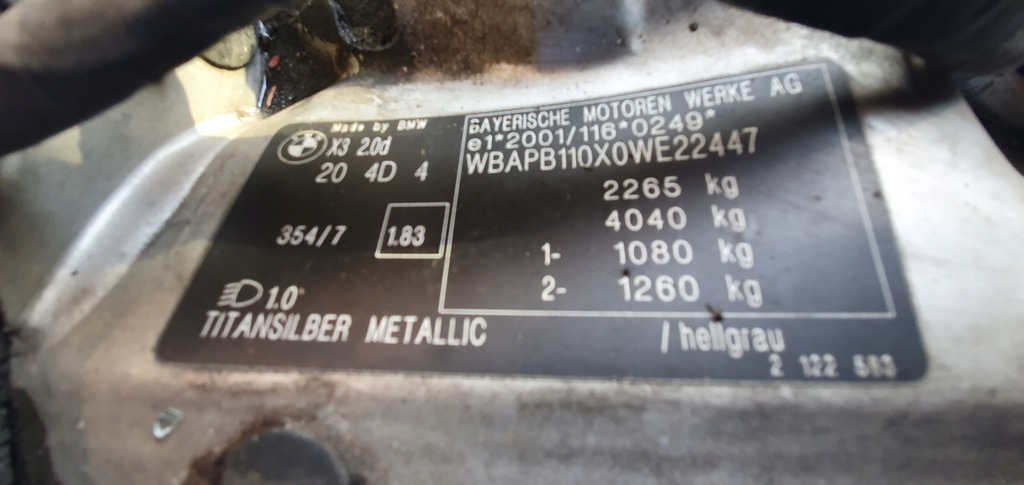 Made by BMW
X3 2.0d
20 4D 4
354/7 1.83
1.0
TITANSILBER METALLIC /hellgrau
BAYERISCHE MOTOREN WERKE AG
e1*2001/116*0249*
WBAPB110X0WE22447
2265 kg
4040 kg
1- 1080 kg
2- 1260 kg
2 122 563